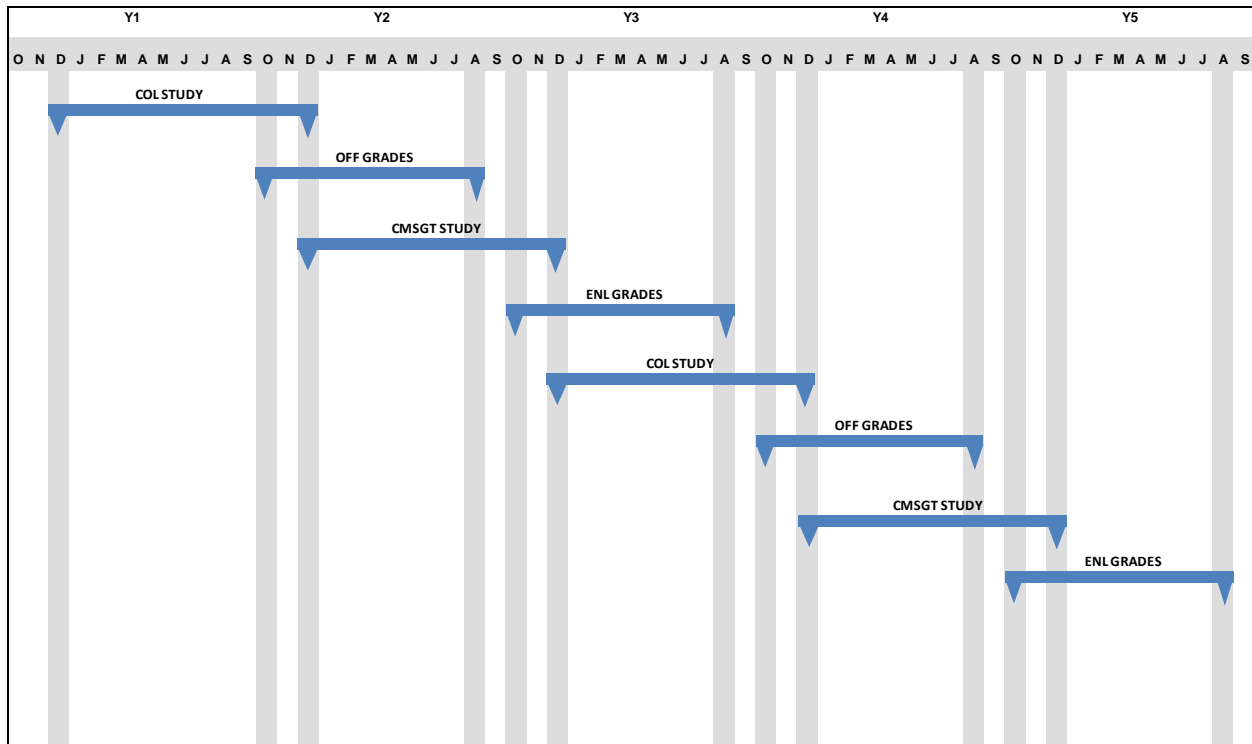 Y1 Y2 Y3 Y4 Y5
O N D J F M A M J J A S O N D J F M A M J J A S O N D J F M A M J J A S O N D J F M A M J J A S O N D J F M A M J J A S
COL STUDY
OFF GRADES
CMSGT STUDY
ENL GRADES
COL STUDY
OFF GRADES
CMSGT STUDY
ENL GRADES